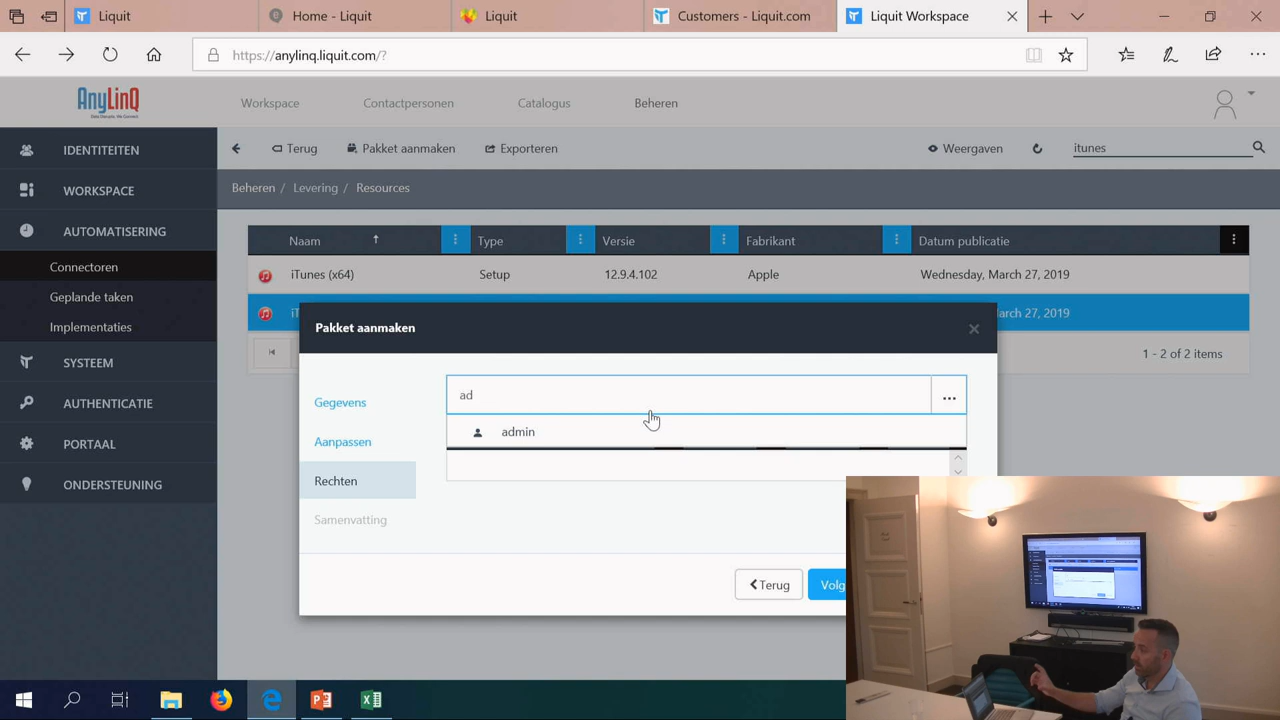 Liquit
Home - Liquit
Liquit
Customers - Liquit.com
Liquit Workspace
https://anylinq.liquit.com/?
AnyLinQ
Workspace
Contactpersonen
Catalogus
Beheren
IDENTITEITEN
WORKSPACE
AUTOMATISERING
Connectoren
Geplande taken
Implementaties
SYSTEEM
AUTHENTICATIE
PORTAAL
ONDERSTEUNING
Terug
Pakket aanmaken
Exporteren
Weergaven
itunes
Beheren / Levering / Resources
Naam Type Versie Fabrikant Datum publicatie
iTunes (x64) Setup 12.9.4.102 Apple Wednesday, March 27, 2019
27, 2019
1 - 2 of 2 items
Pakket aanmaken
Gegevens
Aanpassen
Rechten
Samenvatting
ad
...
admin
Terug
Volg